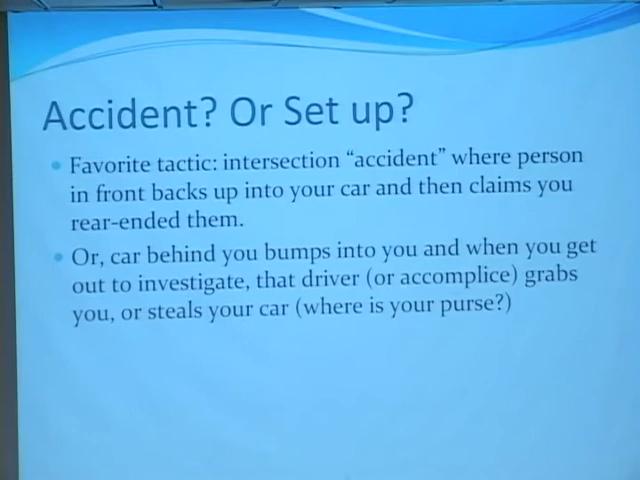 Accident? Or Set up?
Favorite tactic: intersection “accident” where person
in front backs up into your car and then claims you
rear-ended them.
Or, car behind you bumps into you and when you get
out to investigate, that driver (or accomplice) grabs
you, or steals your car (where is your purse?)